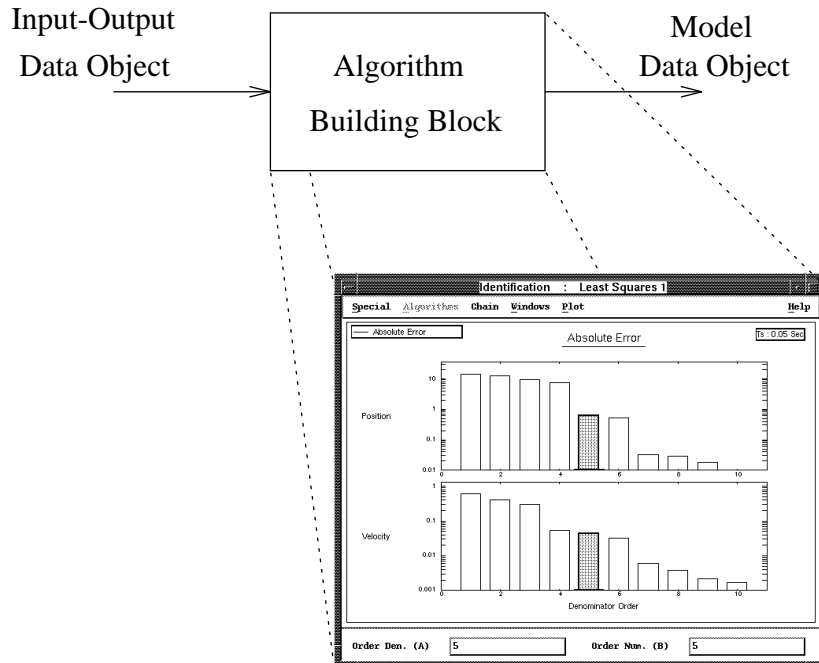 Input-Output
Data Object
Algorithm
Building Block
Model
Data Object
Identification : Least Squares 1
Special Algorithms Chain Windows Plot Help
Absolute Error
Absolute Error
Ts : 0.05 Sec
Position
10
1
0.1
0.01
0 2 4 6 8 10
Velocity
1
0.1
0.01
0.001
0 2 4 6 8 10
Denominator Order
Order Den. (A) 5 Order Num. (B) 5